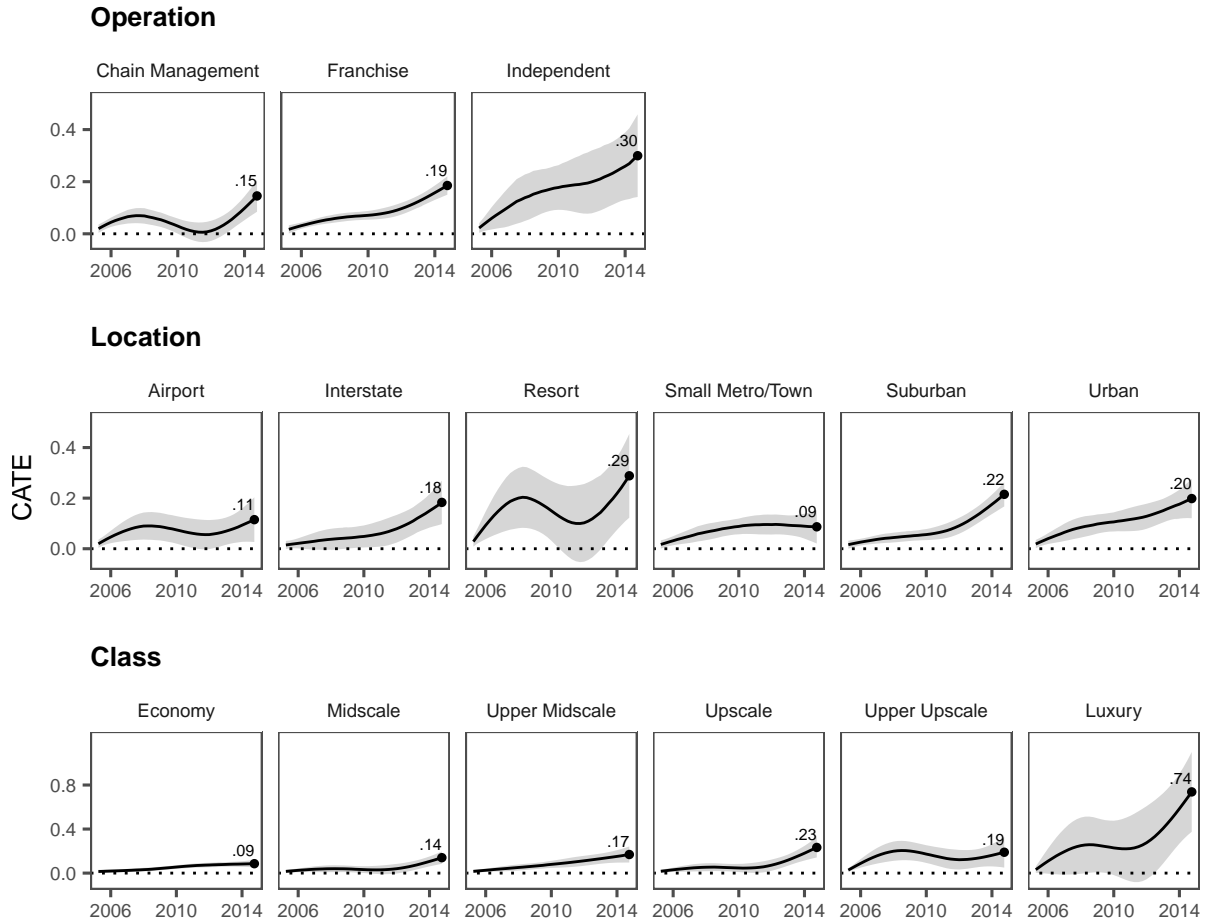 Operation
Chain Management Franchise Independent
0.4
0.2
0.0
.15 .19 .30
2006 2010 2014 2006 2010 2014 2006 2010 2014
Location
Airport Interstate Resort Small Metro/Town Suburban Urban
CATE
0.4
0.2
0.0
.11 .18 .29 .09 .22 .20
2006 2010 2014 2006 2010 2014 2006 2010 2014 2006 2010 2014 2006 2010 2014 2006 2010 2014
Class
Economy Midscale Upper Midscale Upscale Upper Upscale Luxury
0.8
0.4
0.0
.09 .14 .17 .23 .19 .74
2006 2010 2014 2006 2010 2014 2006 2010 2014 2006 2010 2014 2006 2010 2014 2006 2010 2014